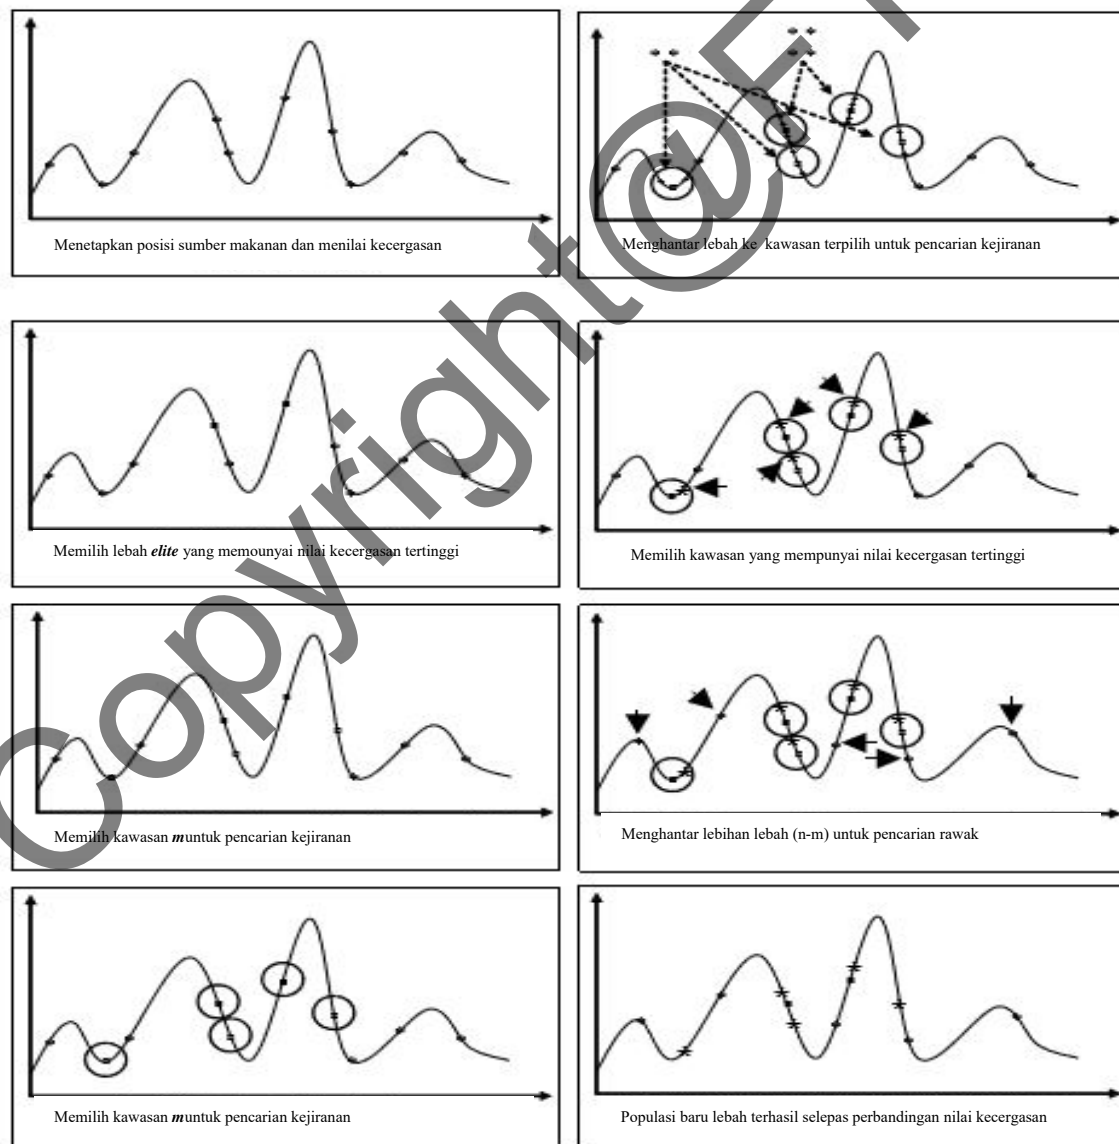 Menetapkan posisi sumber makanan dan menilai kecergasan
Memilih lebah elite yang memounyai nilai kecergasan tertinggi
Memilih kawasan muntuk pencarian kejiranan
Memilih kawasan muntuk pencarian kejiranan
Menghantar lebah ke kawasan terpilih untuk pencarian kejiranan
Memilih kawasan yang mempunyai nilai kecergasan tertinggi
Menghantar lebihan lebah (n-m) untuk pencarian rawak
Populasi baru lebah terhasil selepas perbandingan nilai kecergasan
Copyright@FT